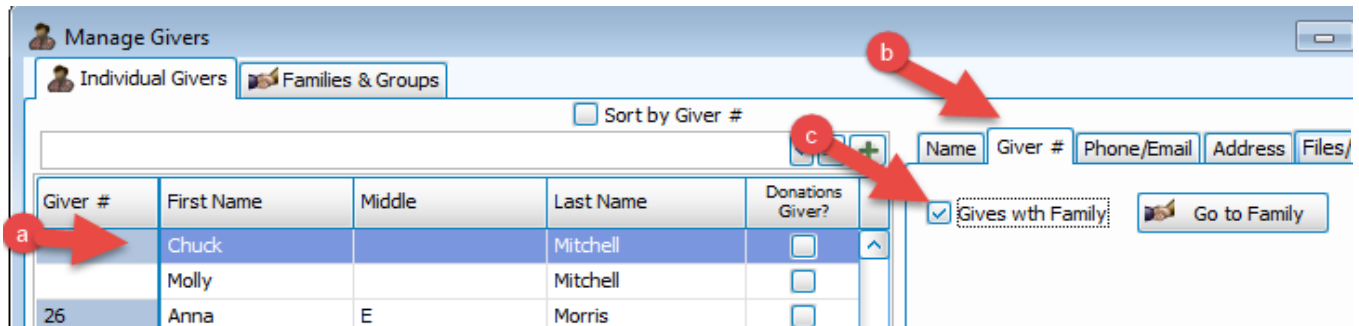 Manage Givers
b
Individual Givers Families & Groups
Sort by Giver #
c
Name Giver # Phone/Email Address Files/
Giver # First Name Middle Last Name Donations Giver?
Gives wth Family Go to Family
a
Chuck Mitchell
Molly Mitchell
26 Anna E Morris